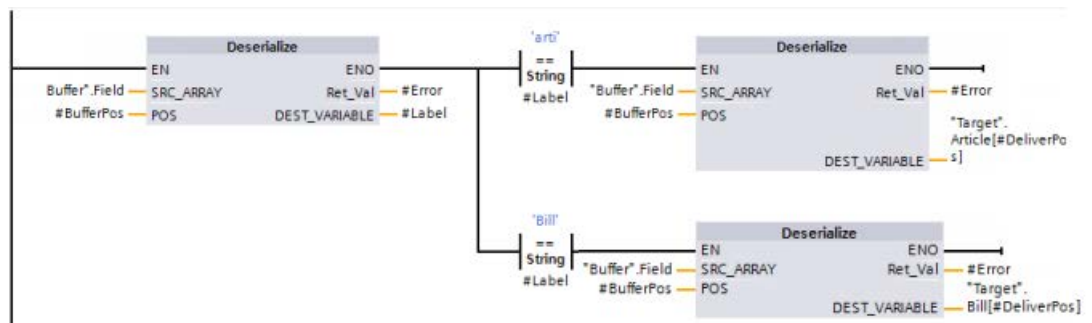 Deserialize
EN ENO
Buffer".Field SRC_ARRAY Ret_Val #Error
#BufferPos POS DEST_VARIABLE #Label
'arti'
==
String
#Label
Deserialize
EN ENO
"Buffer".Field SRC_ARRAY Ret_Val #Error
#BufferPos POS
"Target".
Article[#DeliverPo
DEST_VARIABLE s]
'Bill'
==
String
#Label
Deserialize
EN ENO
"Buffer".Field SRC_ARRAY Ret_Val #Error
#BufferPos POS "Target".
DEST_VARIABLE Bill[#DeliverPos]